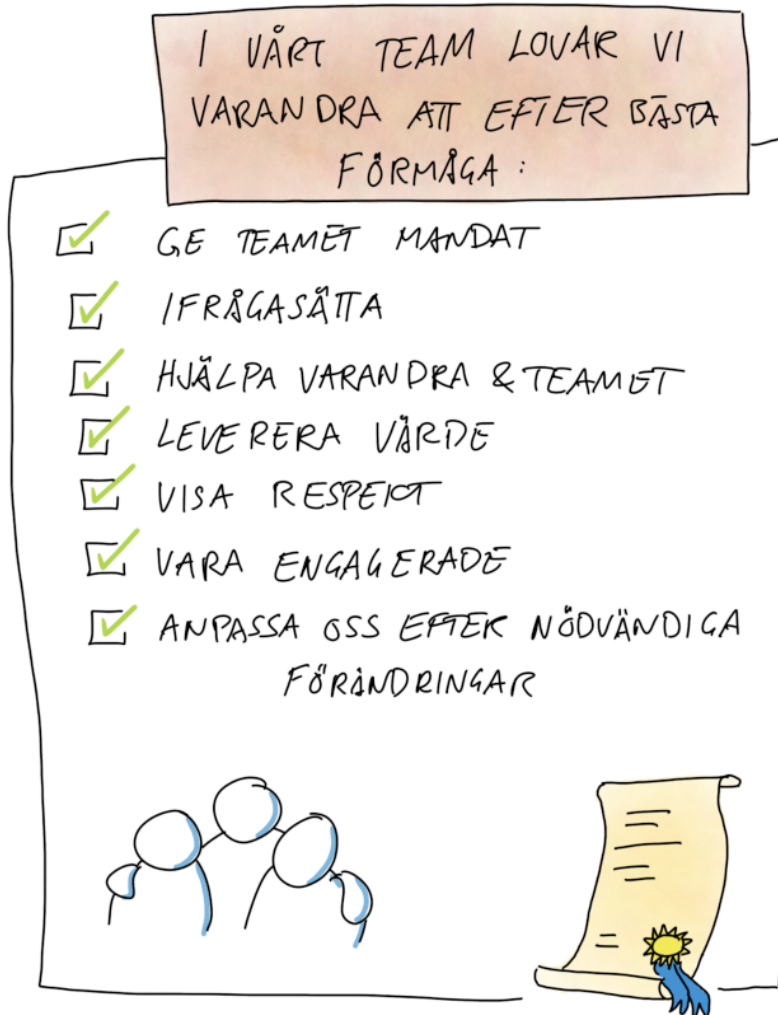 I VÅRT TEAM LOVAR VI
VARANDRA ATT EFTER BÄSTA
FÖRMÅGA:
GE TEAMET MANDAT
IFRÅGASÄTTA
HJÄLPA VARANDRA & TEAMET
LEVERERA VÄRDE
VISA RESPEKT
VARA ENGAGERADE
ANPASSA OSS EFTER NÖDVÄNDIGA
FÖRÄNDRINGAR